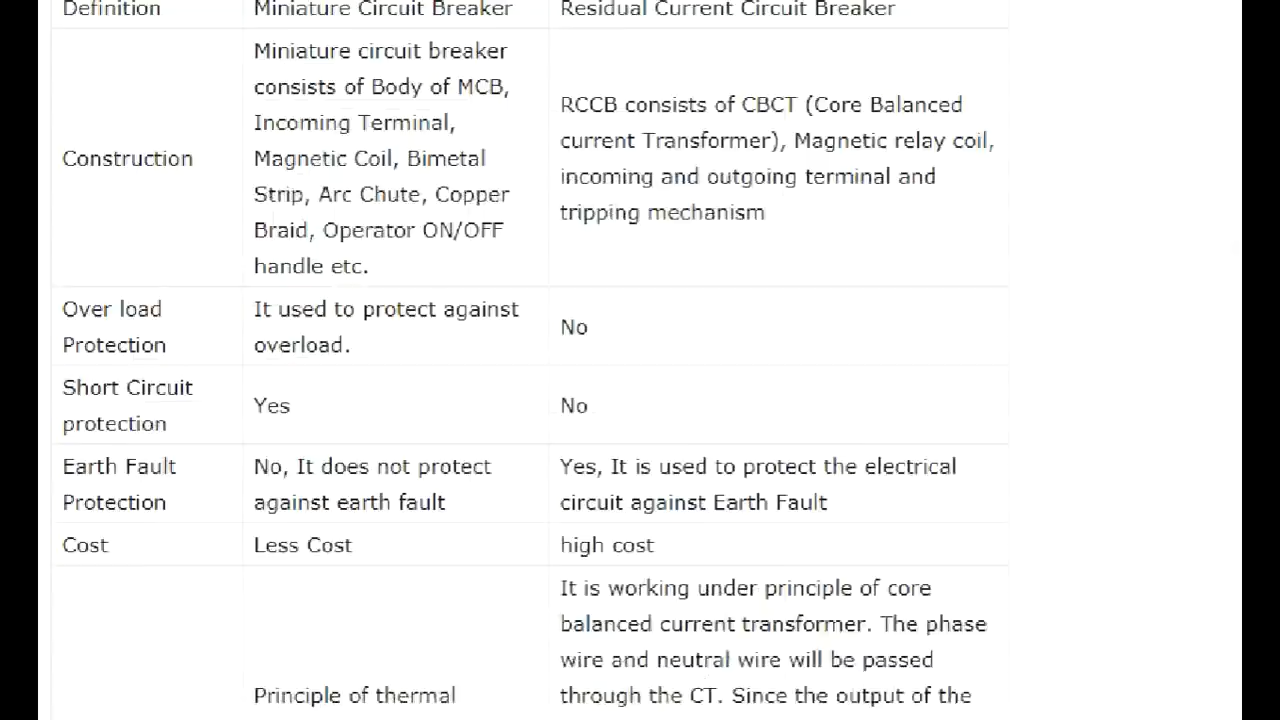 Definition
Miniature Circuit Breaker
Residual Current Circuit Breaker
Construction
Miniature circuit breaker
consists of Body of MCB,
Incoming Terminal,
Magnetic Coil, Bimetal
Strip, Arc Chute, Copper
Braid, Operator ON/OFF
handle etc.
RCCB consists of CBCT (Core Balanced
current Transformer), Magnetic relay coil,
incoming and outgoing terminal and
tripping mechanism
Over load
Protection
It used to protect against
overload.
No
Short Circuit
protection
Yes
No
Earth Fault
Protection
No, It does not protect
against earth fault
Yes, It is used to protect the electrical
circuit against Earth Fault
Cost
Less Cost
high cost
Principle of thermal
It is working under principle of core
balanced current transformer. The phase
wire and neutral wire will be passed
through the CT. Since the output of the